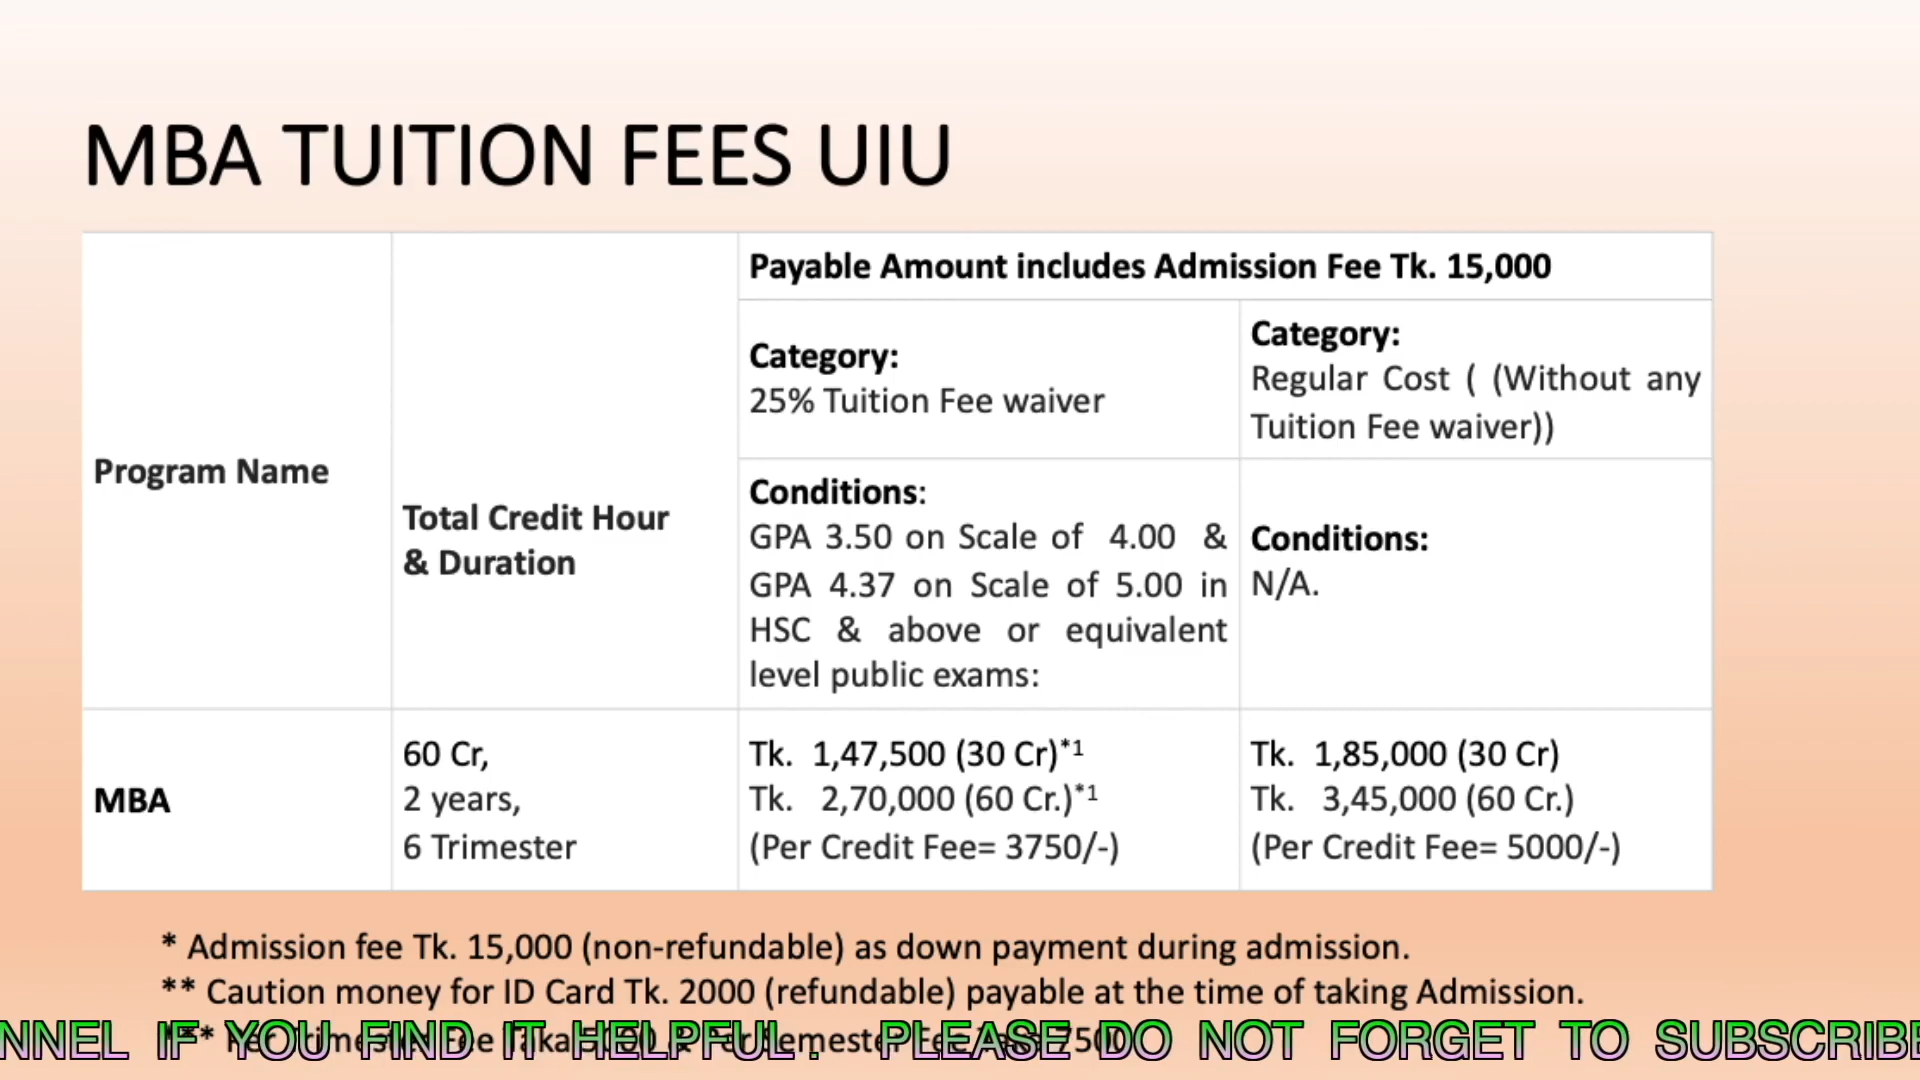 MBA TUITION FEES UIU
Payable Amount includes Admission Fee Tk. 15,000
Category:
25% Tuition Fee waiver
Category:
Regular Cost ( (Without any
Tuition Fee waiver))
Program Name
Total Credit Hour
& Duration
Conditions:
GPA 3.50 on Scale of 4.00 &
GPA 4.37 on Scale of 5.00 in
HSC & above or equivalent
level public exams:
Conditions:
N/A.
MBA
60 Cr,
2 years,
6 Trimester
Tk. 1,47,500 (30 Cr)*1
Tk. 2,70,000 (60 Cr.)*1
(Per Credit Fee= 3750/-)
Tk. 1,85,000 (30 Cr)
Tk. 3,45,000 (60 Cr.)
(Per Credit Fee= 5000/-)
* Admission fee Tk. 15,000 (non-refundable) as down payment during admission.
** Caution money for ID Card Tk. 2000 (refundable) payable at the time of taking Admission.
NNEL IF YOU FIND IT HELPFUL. PLEASE DO NOT FORGET TO SUBSCRIBE